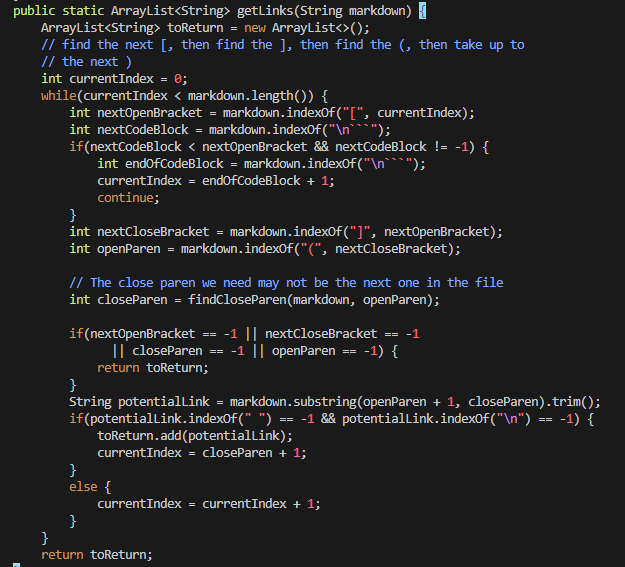 public static ArrayList<String> getLinks(String markdown) {
    ArrayList<String> toReturn = new ArrayList<>();
    // find the next [, then find the ], then find the (, then take up to
    // the next )
    int currentIndex = 0;
    while(currentIndex < markdown.length()) {
        int nextOpenBracket = markdown.indexOf("[", currentIndex);
        int nextCodeBlock = markdown.indexOf("\n```");
        if(nextCodeBlock < nextOpenBracket && nextCodeBlock != -1) {
            int endOfCodeBlock = markdown.indexOf("\n```");
            currentIndex = endOfCodeBlock + 1;
            continue;
        }
        int nextCloseBracket = markdown.indexOf("]", nextOpenBracket);
        int openParen = markdown.indexOf("(", nextCloseBracket);

        // The close paren we need may not be the next one in the file
        int closeParen = findCloseParen(markdown, openParen);

        if(nextOpenBracket == -1 || nextCloseBracket == -1
              || closeParen == -1 || openParen == -1) {
            return toReturn;
        }
        String potentialLink = markdown.substring(openParen + 1, closeParen).trim();
        if(potentialLink.indexOf(" ") == -1 && potentialLink.indexOf("\n") == -1) {
            toReturn.add(potentialLink);
            currentIndex = closeParen + 1;
        }
        else {
            currentIndex = currentIndex + 1;
        }
    }
    return toReturn;